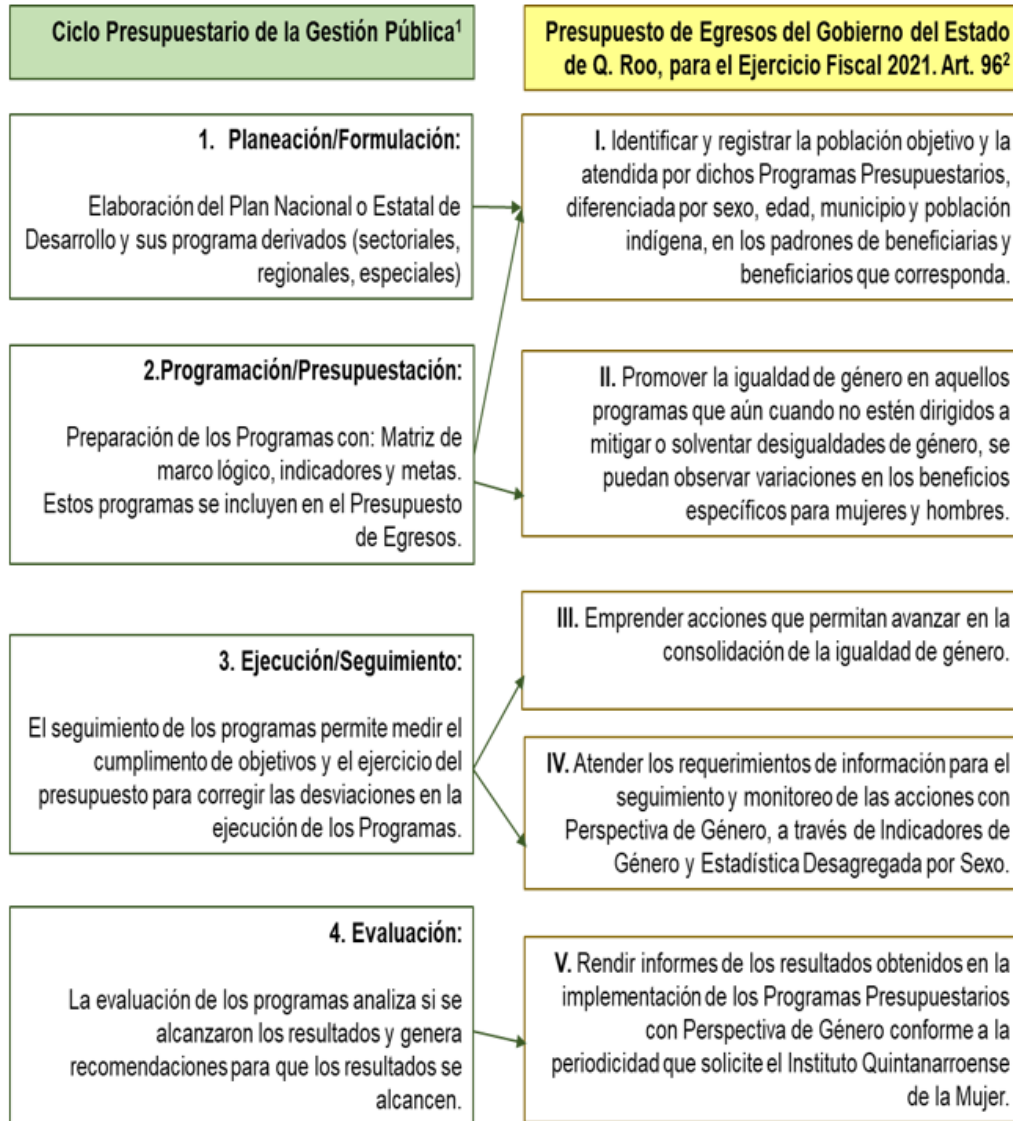 Ciclo Presupuestario de la Gestión Pública¹
1. Planeación/Formulación:
Elaboración del Plan Nacional o Estatal de
Desarrollo y sus programa derivados (sectoriales,
regionales, especiales)
2.Programación/Presupuestación:
Preparación de los Programas con: Matriz de
marco lógico, indicadores y metas.
Estos programas se incluyen en el Presupuesto
de Egresos.
3. Ejecución/Seguimiento:
El seguimiento de los programas permite medir el
cumplimento de objetivos y el ejercicio del
presupuesto para corregir las desviaciones en la
ejecución de los Programas.
4. Evaluación:
La evaluación de los programas analiza si se
alcanzaron los resultados y genera
recomendaciones para que los resultados se
alcancen.
Presupuesto de Egresos del Gobierno del Estado
de Q. Roo, para el Ejercicio Fiscal 2021. Art. 96²
I. Identificar y registrar la población objetivo y la
atendida por dichos Programas Presupuestarios,
diferenciada por sexo, edad, municipio y población
indígena, en los padrones de beneficiarias y
beneficiarios que corresponda.
II. Promover la igualdad de género en aquellos
programas que aún cuando no estén dirigidos a
mitigar o solventar desigualdades de género, se
puedan observar variaciones en los beneficios
específicos para mujeres y hombres.
III. Emprender acciones que permitan avanzar en la
consolidación de la igualdad de género.
IV. Atender los requerimientos de información para el
seguimiento y monitoreo de las acciones con
Perspectiva de Género, a través de Indicadores de
Género y Estadística Desagregada por Sexo.
V. Rendir informes de los resultados obtenidos en la
implementación de los Programas Presupuestarios
con Perspectiva de Género conforme a la
periodicidad que solicite el Instituto Quintanarroense
de la Mujer.